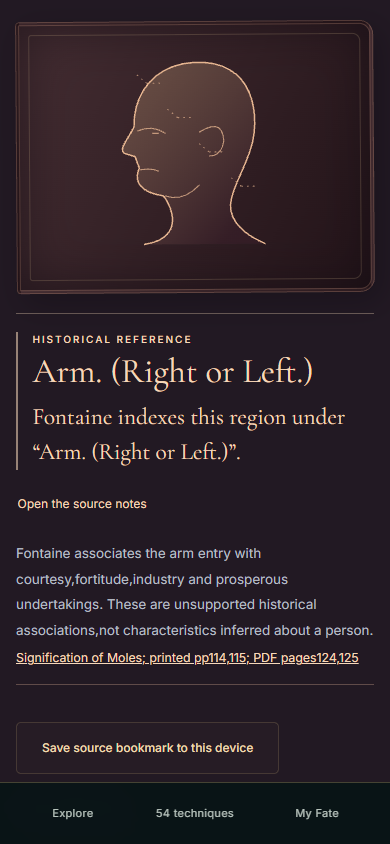 HISTORICAL REFERENCE
Arm. (Right or Left.)
Fontaine indexes this region under
“Arm. (Right or Left.)”.
Open the source notes
Fontaine associates the arm entry with
courtesy,fortitude,industry and prosperous
undertakings. These are unsupported historical
associations,not characteristics inferred about a person.
Signification of Moles; printed pp114,115; PDF pages124,125
Save source bookmark to this device
Explore
54 techniques
My Fate